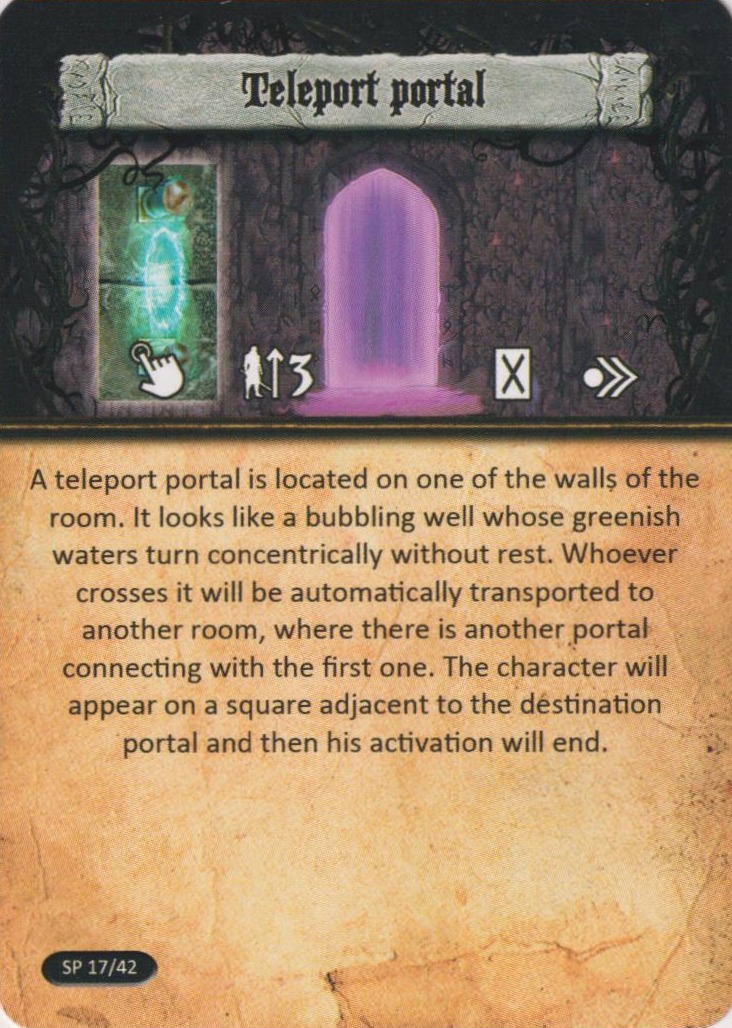 Teleport portal
3
X
A teleport portal is located on one of the walls of the
room. It looks like a bubbling well whose greenish
waters turn concentrically without rest. Whoever
crosses it will be automatically transported to
another room, where there is another portal
connecting with the first one. The character will
appear on a square adjacent to the destination
portal and then his activation will end.
SP 17/42